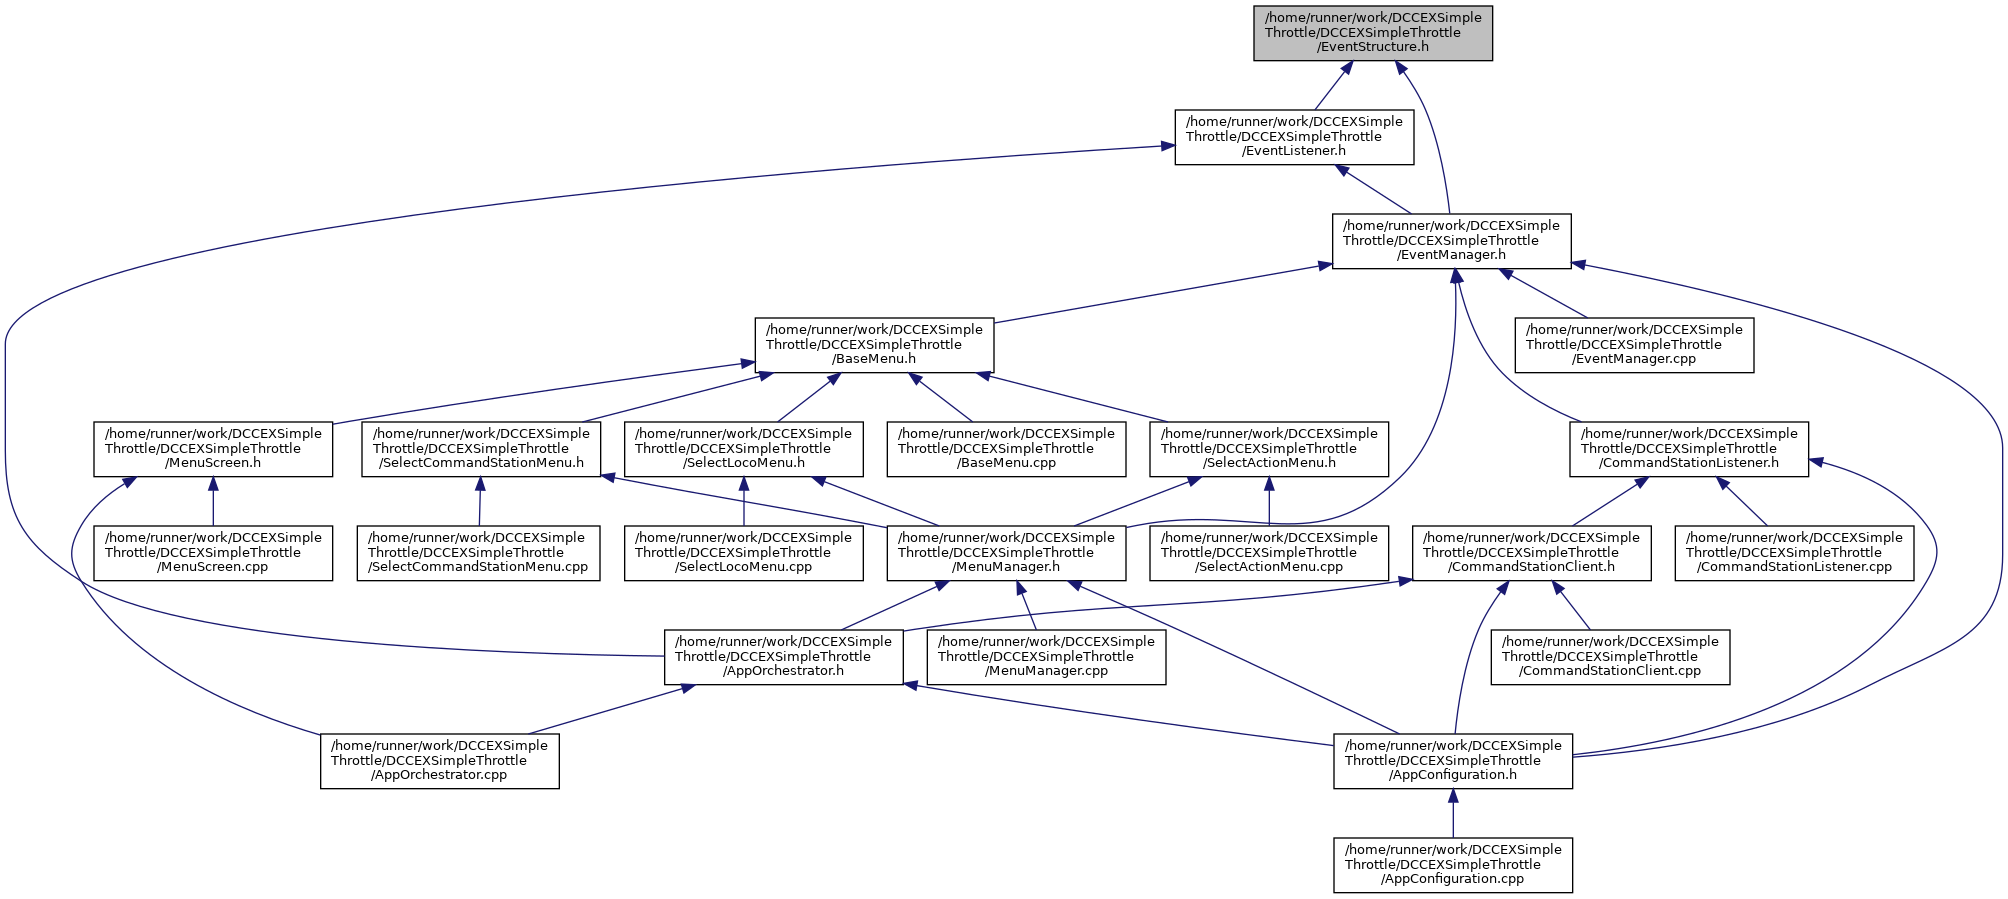 /home/runner/work/DCCEXSimple
Throttle/DCCEXSimpleThrottle
/EventStructure.h
/home/runner/work/DCCEXSimple
Throttle/DCCEXSimpleThrottle
/EventListener.h
/home/runner/work/DCCEXSimple
Throttle/DCCEXSimpleThrottle
/EventManager.h
/home/runner/work/DCCEXSimple
Throttle/DCCEXSimpleThrottle
/BaseMenu.h
/home/runner/work/DCCEXSimple
Throttle/DCCEXSimpleThrottle
/EventManager.cpp
/home/runner/work/DCCEXSimple
Throttle/DCCEXSimpleThrottle
/MenuScreen.h
/home/runner/work/DCCEXSimple
Throttle/DCCEXSimpleThrottle
/SelectCommandStationMenu.h
/home/runner/work/DCCEXSimple
Throttle/DCCEXSimpleThrottle
/SelectLocoMenu.h
/home/runner/work/DCCEXSimple
Throttle/DCCEXSimpleThrottle
/BaseMenu.cpp
/home/runner/work/DCCEXSimple
Throttle/DCCEXSimpleThrottle
/SelectActionMenu.h
/home/runner/work/DCCEXSimple
Throttle/DCCEXSimpleThrottle
/CommandStationListener.h
/home/runner/work/DCCEXSimple
Throttle/DCCEXSimpleThrottle
/MenuScreen.cpp
/home/runner/work/DCCEXSimple
Throttle/DCCEXSimpleThrottle
/SelectCommandStationMenu.cpp
/home/runner/work/DCCEXSimple
Throttle/DCCEXSimpleThrottle
/SelectLocoMenu.cpp
/home/runner/work/DCCEXSimple
Throttle/DCCEXSimpleThrottle
/MenuManager.h
/home/runner/work/DCCEXSimple
Throttle/DCCEXSimpleThrottle
/SelectActionMenu.cpp
/home/runner/work/DCCEXSimple
Throttle/DCCEXSimpleThrottle
/CommandStationClient.h
/home/runner/work/DCCEXSimple
Throttle/DCCEXSimpleThrottle
/CommandStationListener.cpp
/home/runner/work/DCCEXSimple
Throttle/DCCEXSimpleThrottle
/AppOrchestrator.h
/home/runner/work/DCCEXSimple
Throttle/DCCEXSimpleThrottle
/MenuManager.cpp
/home/runner/work/DCCEXSimple
Throttle/DCCEXSimpleThrottle
/CommandStationClient.cpp
/home/runner/work/DCCEXSimple
Throttle/DCCEXSimpleThrottle
/AppOrchestrator.cpp
/home/runner/work/DCCEXSimple
Throttle/DCCEXSimpleThrottle
/AppConfiguration.h
/home/runner/work/DCCEXSimple
Throttle/DCCEXSimpleThrottle
/AppConfiguration.cpp